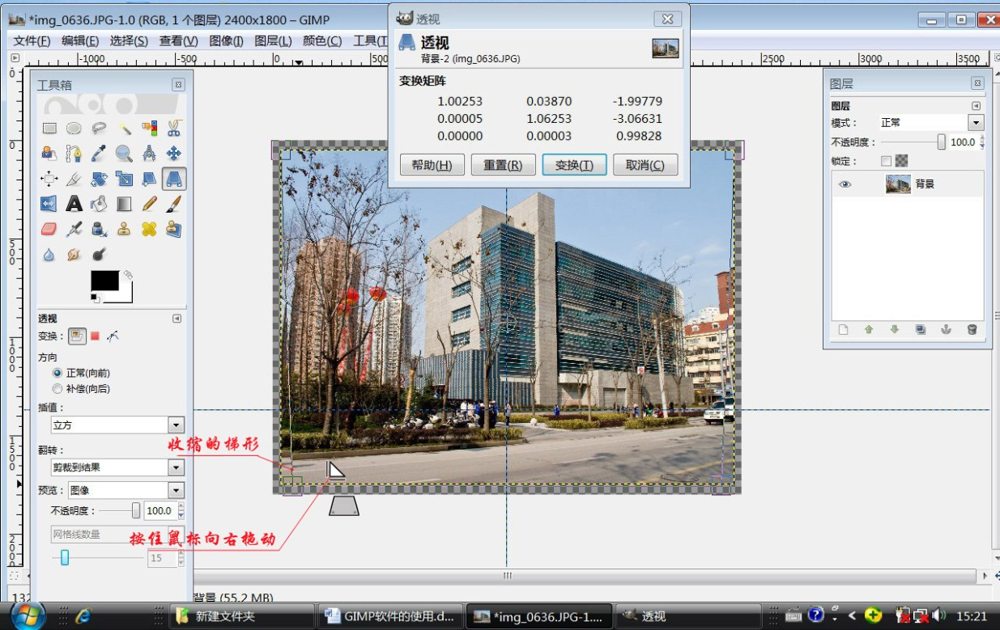 *img_0636.JPG-1.0 (RGB, 1 个图层) 2400x1800 – GIMP
文件(F) 编辑(E) 选择(S) 查看(V) 图像(I) 图层(L) 颜色(C) 工具(T
-1000 -500 0 500 2500 3000 3500
0
500
1000
1500
2000
工具箱
透视
变换：
方向
正常(向前)
补偿(向后)
插值：
立方
翻转：
剪裁到结果
预览： 图像
不透明度： 100.0
网格线数量
15
透视
透视
背景-2 (img_0636.JPG)
变换矩阵
1.00253 0.03870 -1.99779
0.00005 1.06253 -3.06631
0.00000 0.00003 0.99828
帮助(H) 重置(R) 变换(T) 取消(C)
图层
图层
模式： 正常
不透明度： 100.0
锁定：
背景
收缩的梯形
按住鼠标向右拖动
背景 (55.2 MB)
新建文件夹 GIMP软件的使用.d... *img_0636.JPG-1.... 透视 15:21